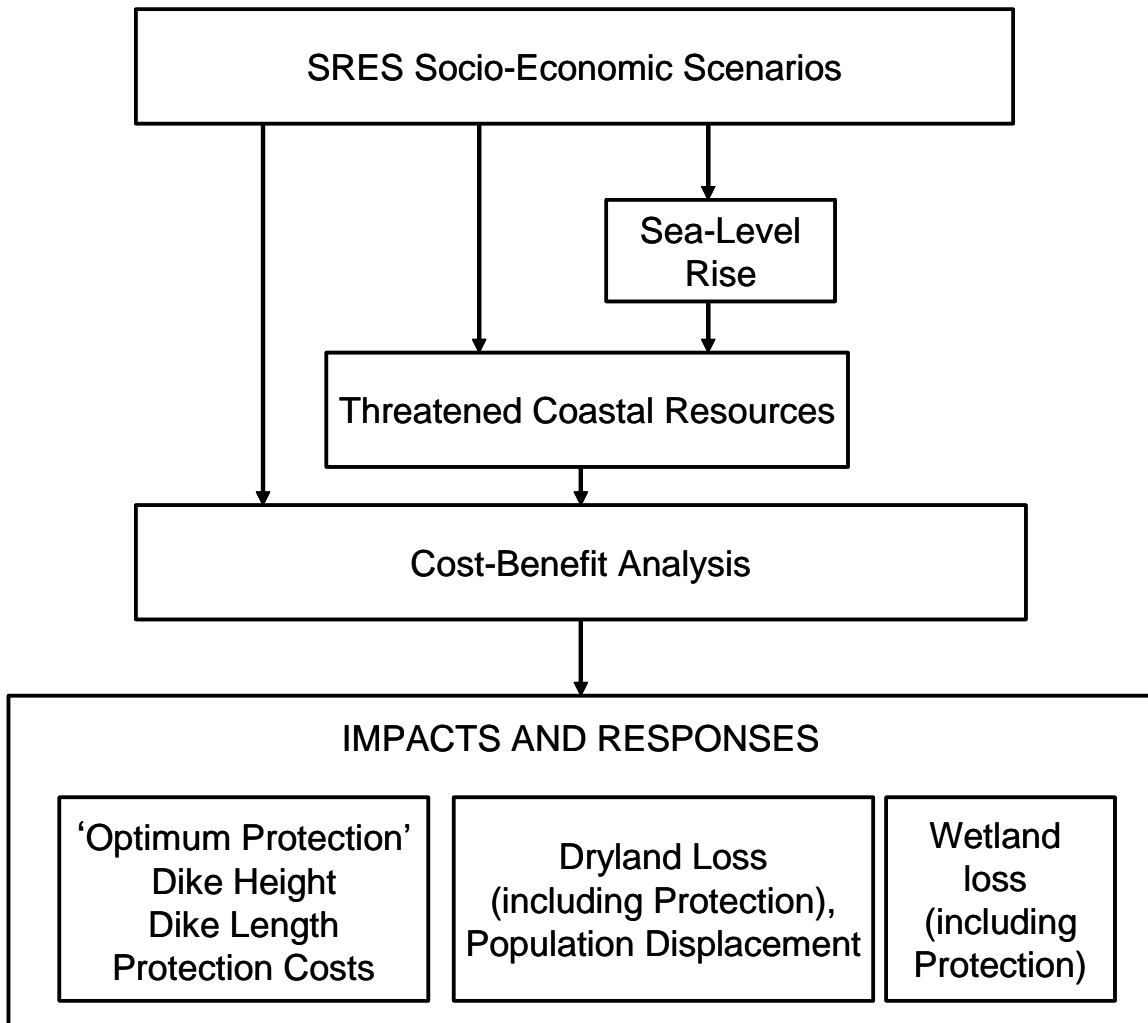 SRES Socio-Economic Scenarios
Sea-Level
Rise
Threatened Coastal Resources
Cost-Benefit Analysis
IMPACTS AND RESPONSES
‘Optimum Protection’
Dike Height
Dike Length
Protection Costs
Dryland Loss
(including Protection),
Population Displacement
Wetland
loss
(including
Protection)